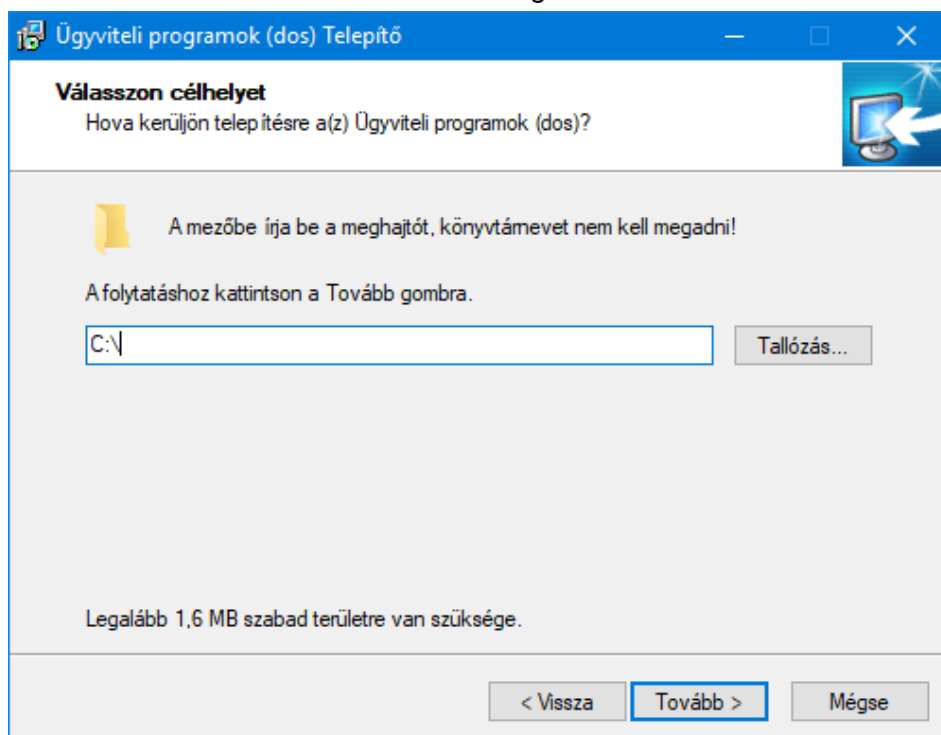 Ügyviteli programok (dos) Telepítő
Válasszon célhelyet
Hova kerüljön telepítésre a(z) Ügyviteli programok (dos)?
A mezőbe írja be a meghajtót, könyvtárnevet nem kell megadni!
A folytatáshoz kattintson a Tovább gombra.
C:\
Tallózás...
Legalább 1,6 MB szabad területre van szüksége.
< Vissza
Tovább >
Mégse